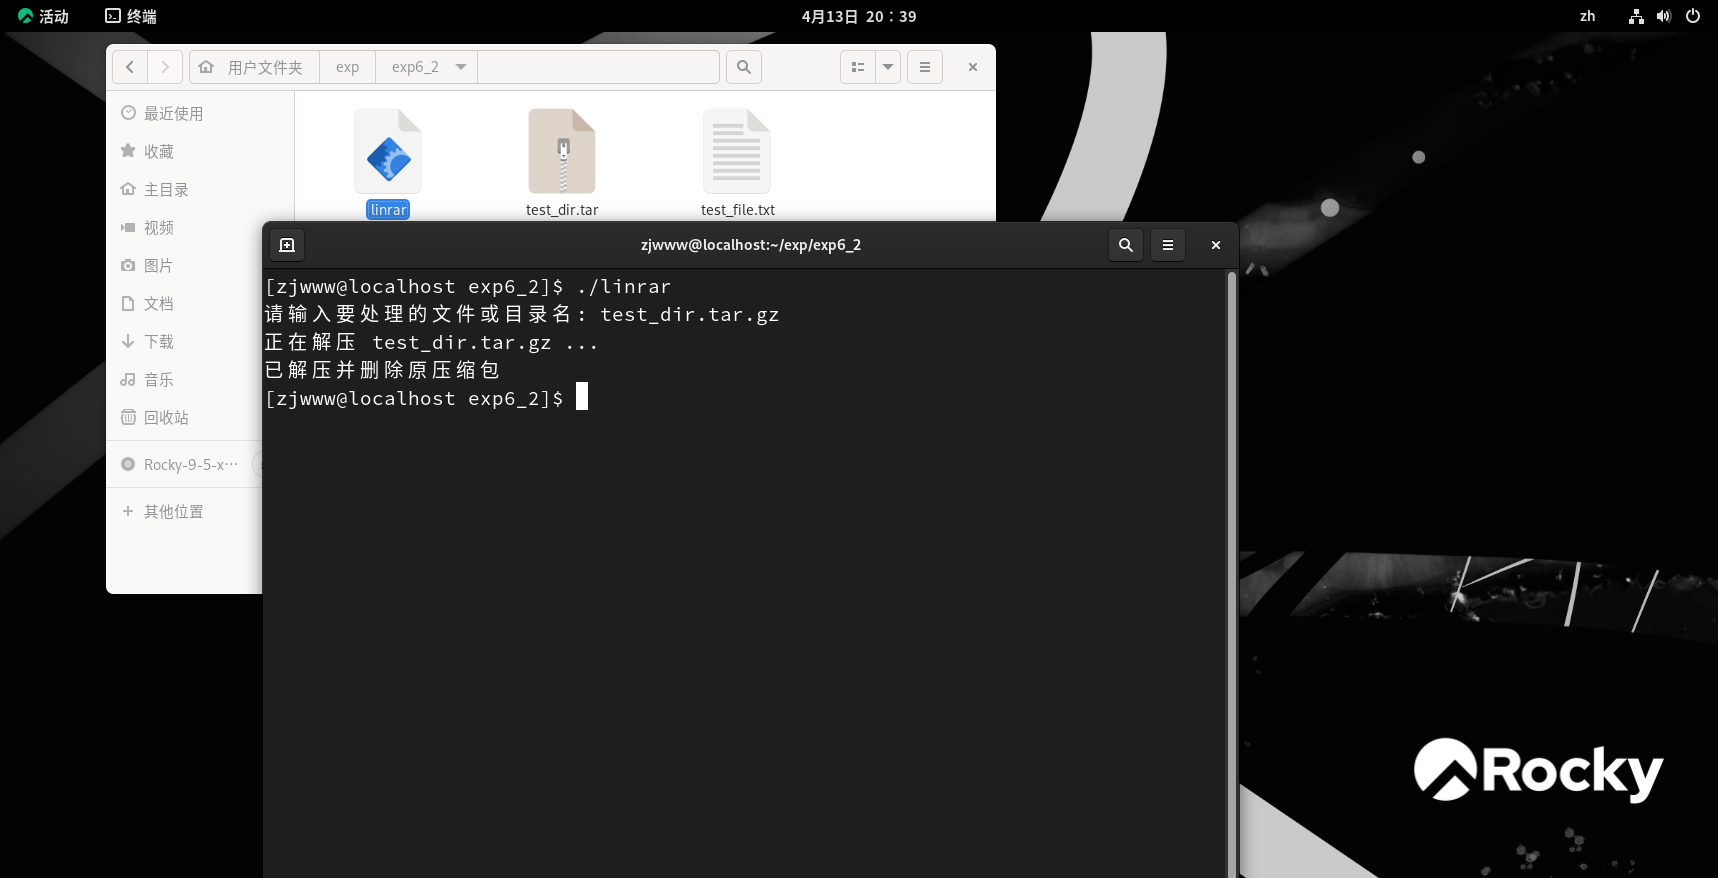 活动
终端
4月13日 20：39
zh
用户文件夹
exp
exp6_2
最近使用
收藏
主目录
视频
图片
文档
下载
音乐
回收站
Rocky-9-5-x…
其他位置
linrar
test_dir.tar
test_file.txt
zjwww@localhost:~/exp/exp6_2
[zjwww@localhost exp6_2]$ ./linrar
请输入要处理的文件或目录名: test_dir.tar.gz
正在解压 test_dir.tar.gz ...
已解压并删除原压缩包
[zjwww@localhost exp6_2]$
Rocky